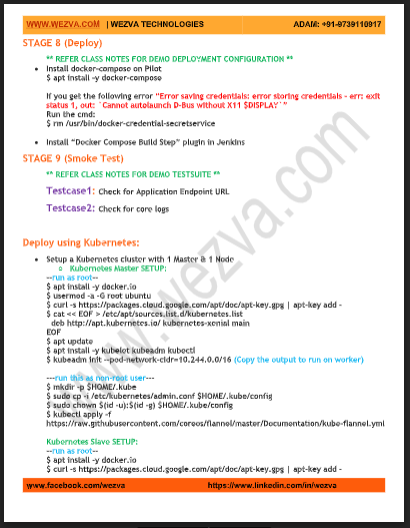 WWW.WEZVA.COM | WEZVA TECHNOLOGIES ADAM: +91-9739110917
STAGE 8 (Deploy)
** REFER CLASS NOTES FOR DEMO DEPLOYMENT CONFIGURATION **
• Install docker-compose on Pilot
$ apt install -y docker-compose
If you get the following error "Error saving credentials: error storing credentials - err: exit
status 1, out: `Cannot autolaunch D-Bus without X11 $DISPLAY`"
Run the cmd:
$ rm /usr/bin/docker-credential-secretservice
• Install "Docker Compose Build Step" plugin in Jenkins
STAGE 9 (Smoke Test)
** REFER CLASS NOTES FOR DEMO TESTSUITE **
Testcase1: Check for Application Endpoint URL
Testcase2: Check for core logs
Deploy using Kubernetes:
• Setup a Kubernetes cluster with 1 Master & 1 Node
o Kubernetes Master SETUP:
--run as root--
$ apt install -y docker.io
$ usermod -a -G root ubuntu
$ curl -s https://packages.cloud.google.com/apt/doc/apt-key.gpg | apt-key add -
$ cat << EOF > /etc/apt/sources.list.d/kubernetes.list
deb http://apt.kubernetes.io/ kubernetes-xenial main
EOF
$ apt update
$ apt install -y kubelet kubeadm kubectl
$ kubeadm init --pod-network-cidr=10.244.0.0/16 (Copy the output to run on worker)
---run this as non-root user---
$ mkdir -p $HOME/.kube
$ sudo cp -i /etc/kubernetes/admin.conf $HOME/.kube/config
$ sudo chown $(id -u):$(id -g) $HOME/.kube/config
$ kubectl apply -f
https://raw.githubusercontent.com/coreos/flannel/master/Documentation/kube-flannel.yml
Kubernetes Slave SETUP:
--run as root--
$ apt install -y docker.io
$ curl -s https://packages.cloud.google.com/apt/doc/apt-key.gpg | apt-key add -
www.facebook.com/wezva https://www.linkedin.com/in/wezva
www.wezva.com